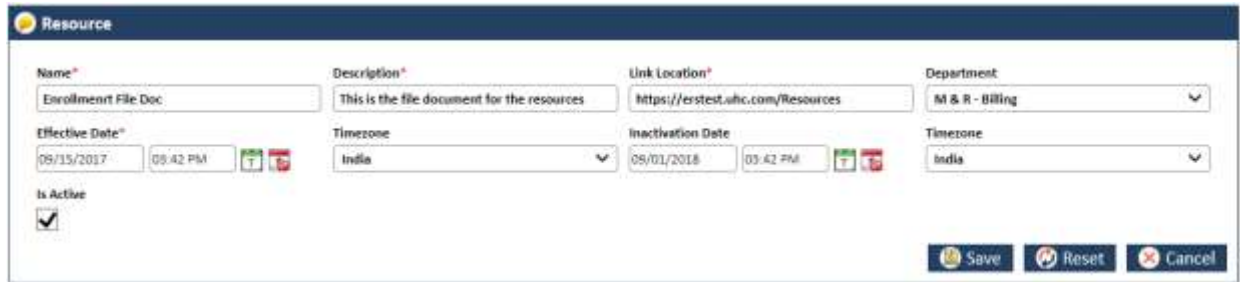 Resource
Name* Description* Link Location* Department
Enrollmenrt File Doc This is the file document for the resources https://erstest.uhc.com/Resources M & R - Billing
Effective Date* Timezone Inactivation Date Timezone
09/15/2017 03:42 PM India 09/01/2018 03:42 PM India
Is Active
Save Reset Cancel